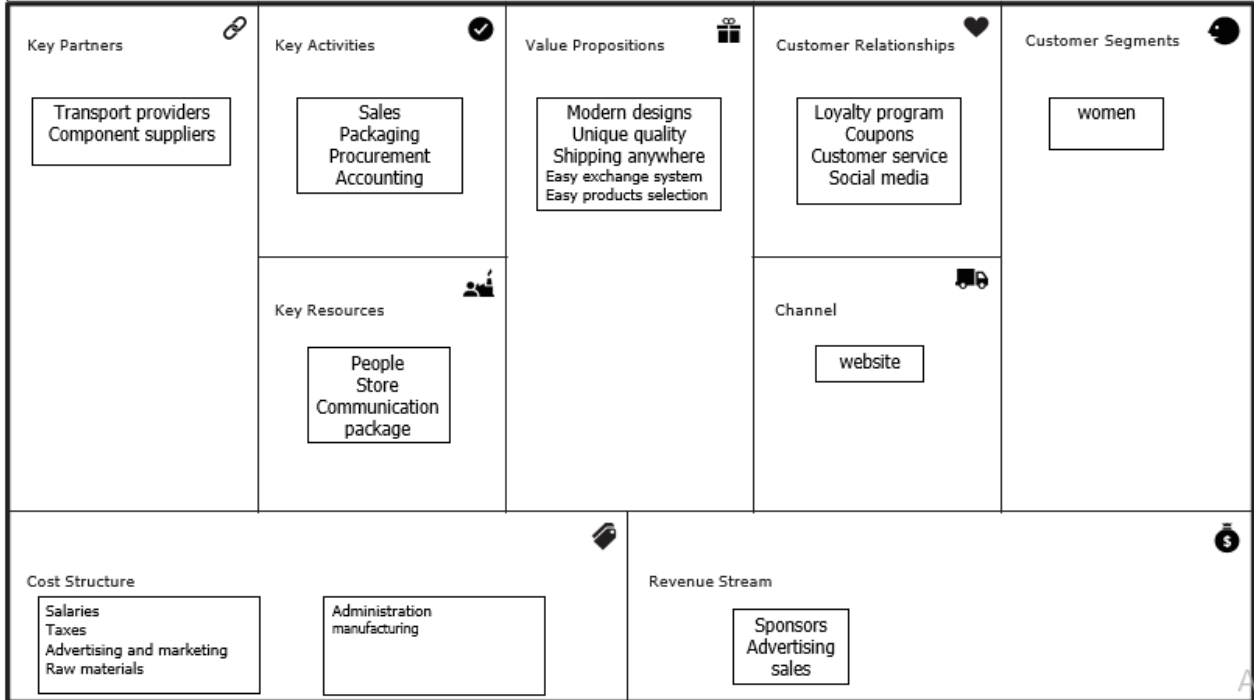 Key Partners
Transport providers
Component suppliers
Key Activities
Sales
Packaging
Procurement
Accounting
Key Resources
People
Store
Communication
package
Value Propositions
Modern designs
Unique quality
Shipping anywhere
Easy exchange system
Easy products selection
Customer Relationships
Loyalty program
Coupons
Customer service
Social media
Channel
website
Customer Segments
women
Cost Structure
Salaries
Taxes
Advertising and marketing
Raw materials
Administration
manufacturing
Revenue Stream
$
Sponsors
Advertising
sales